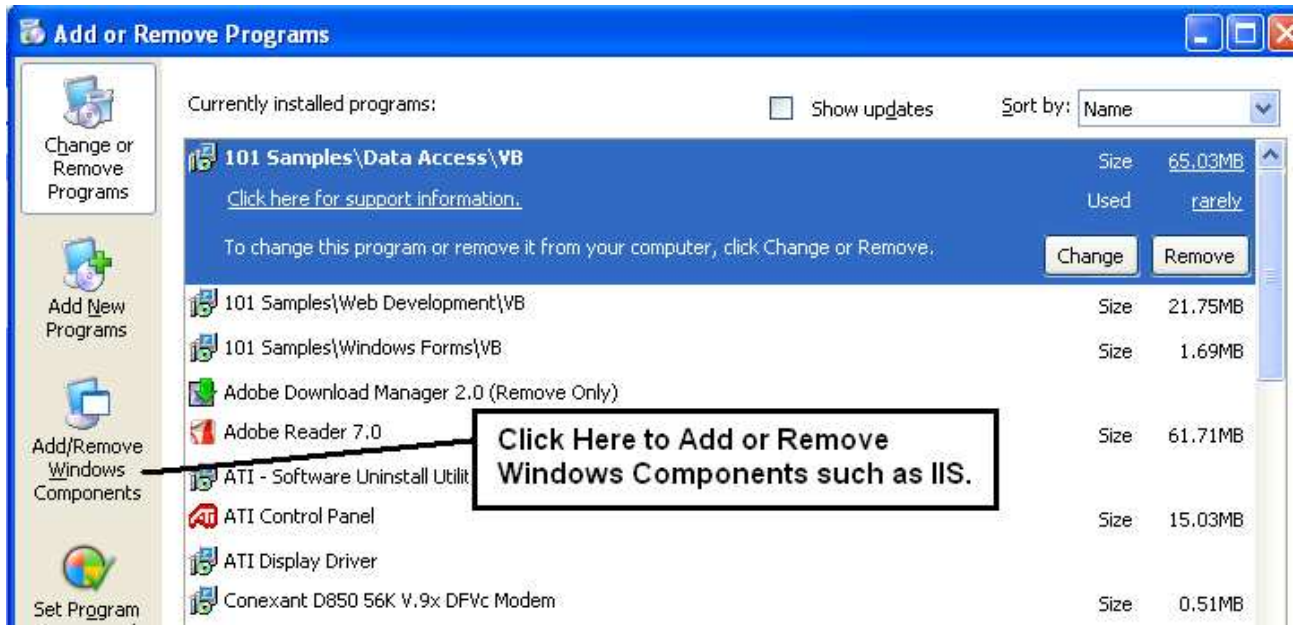 Add or Remove Programs
Change or
Remove
Programs
Add New
Programs
Add/Remove
Windows
Components
Set Program
Currently installed programs:
Show updates
Sort by: Name
101 Samples\Data Access\VB Size 65.03MB
Click here for support information. Used rarely
To change this program or remove it from your computer, click Change or Remove. Change Remove
101 Samples\Web Development\VB Size 21.75MB
101 Samples\Windows Forms\VB Size 1.69MB
Adobe Download Manager 2.0 (Remove Only)
Adobe Reader 7.0 Size 61.71MB
ATI - Software Uninstall Utilit
ATI Control Panel Size 15.03MB
ATI Display Driver
Conexant D850 56K V.9x DFVc Modem Size 0.51MB
Click Here to Add or Remove
Windows Components such as IIS.